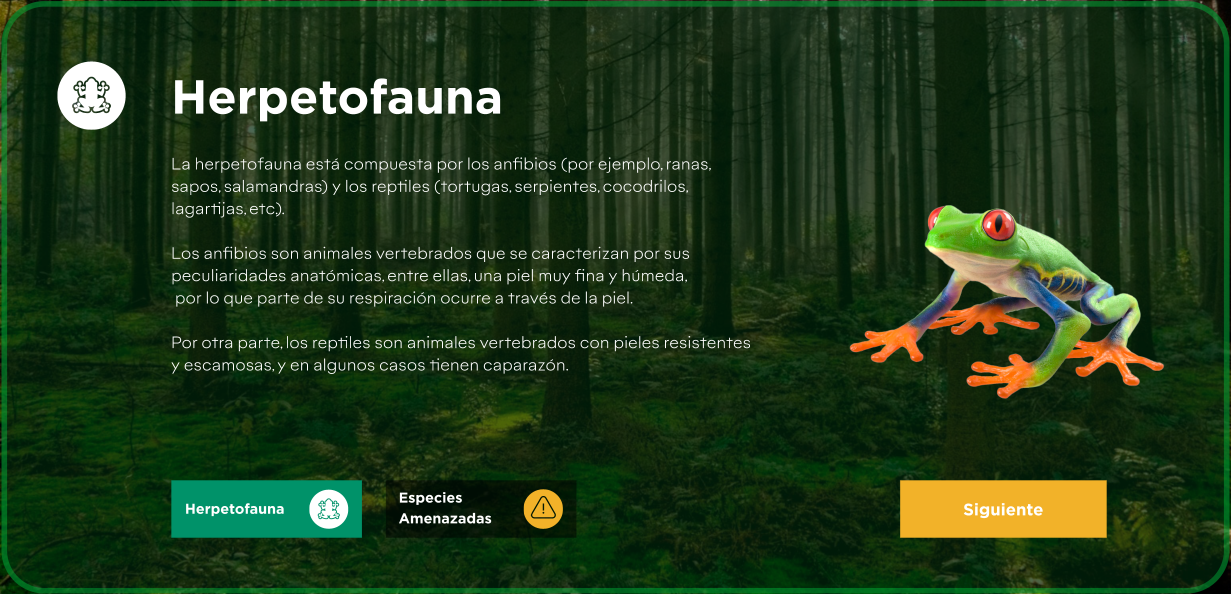 Herpetofauna
La herpetofauna está compuesta por los anfibios (por ejemplo, ranas,
sapos, salamandras) y los reptiles (tortugas, serpientes, cocodrilos,
lagartijas, etc.).
Los anfibios son animales vertebrados que se caracterizan por sus
peculiaridades anatómicas, entre ellas, una piel muy fina y húmeda,
por lo que parte de su respiración ocurre a través de la piel.
Por otra parte, los reptiles son animales vertebrados con pieles resistentes
y escamosas, y en algunos casos tienen caparazón.
Herpetofauna
Especies
Amenazadas
Siguiente